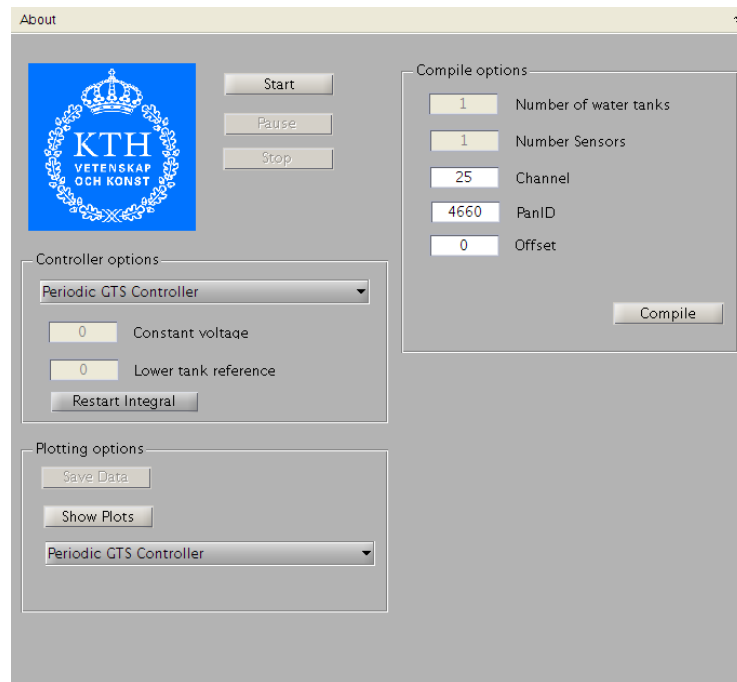 About
Start
Pause
Stop
KTH
VETENSKAP
OCH KONST
Compile options
1 Number of water tanks
1 Number Sensors
25 Channel
4660 PanID
0 Offset
Compile
Controller options
Periodic GTS Controller
0 Constant voltage
0 Lower tank reference
Restart Integral
Plotting options
Save Data
Show Plots
Periodic GTS Controller